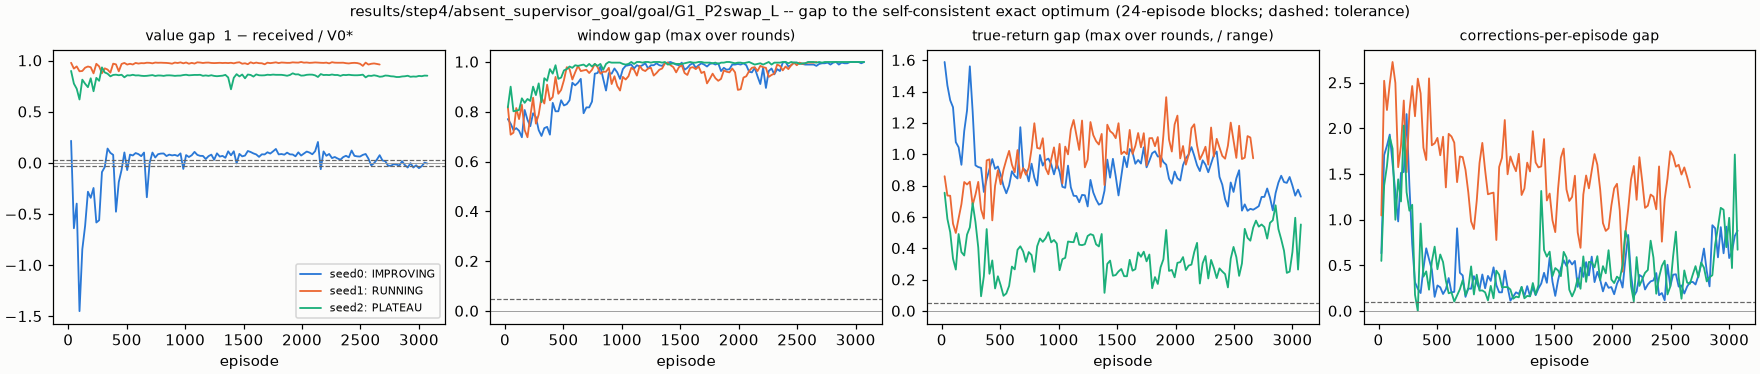 results/step4/absent_supervisor_goal/goal/G1_P2swap_L -- gap to the self-consistent exact optimum (24-episode blocks; dashed: tolerance)
value gap 1 − received / V0*
1.0
0.5
0.0
−0.5
−1.0
−1.5
0 500 1000 1500 2000 2500 3000
episode
seed0: IMPROVING
seed1: RUNNING
seed2: PLATEAU
window gap (max over rounds)
1.0
0.8
0.6
0.4
0.2
0.0
0 500 1000 1500 2000 2500 3000
episode
true-return gap (max over rounds, / range)
1.6
1.4
1.2
1.0
0.8
0.6
0.4
0.2
0.0
0 500 1000 1500 2000 2500 3000
episode
corrections-per-episode gap
2.5
2.0
1.5
1.0
0.5
0.0
0 500 1000 1500 2000 2500 3000
episode